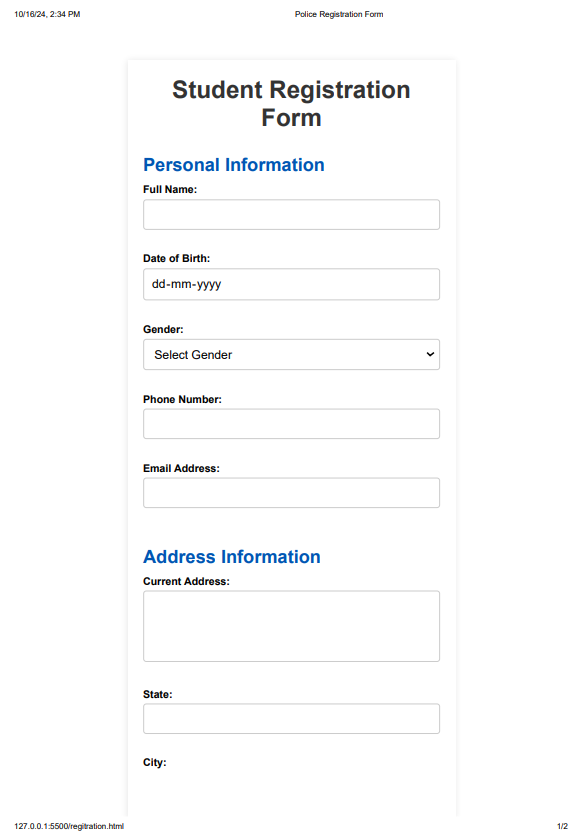 10/16/24, 2:34 PM Police Registration Form
Student Registration
Form
Personal Information
Full Name:
Date of Birth:
dd-mm-yyyy
Gender:
Select Gender
Phone Number:
Email Address:
Address Information
Current Address:
State:
City:
127.0.0.1:5500/regitration.html 1/2